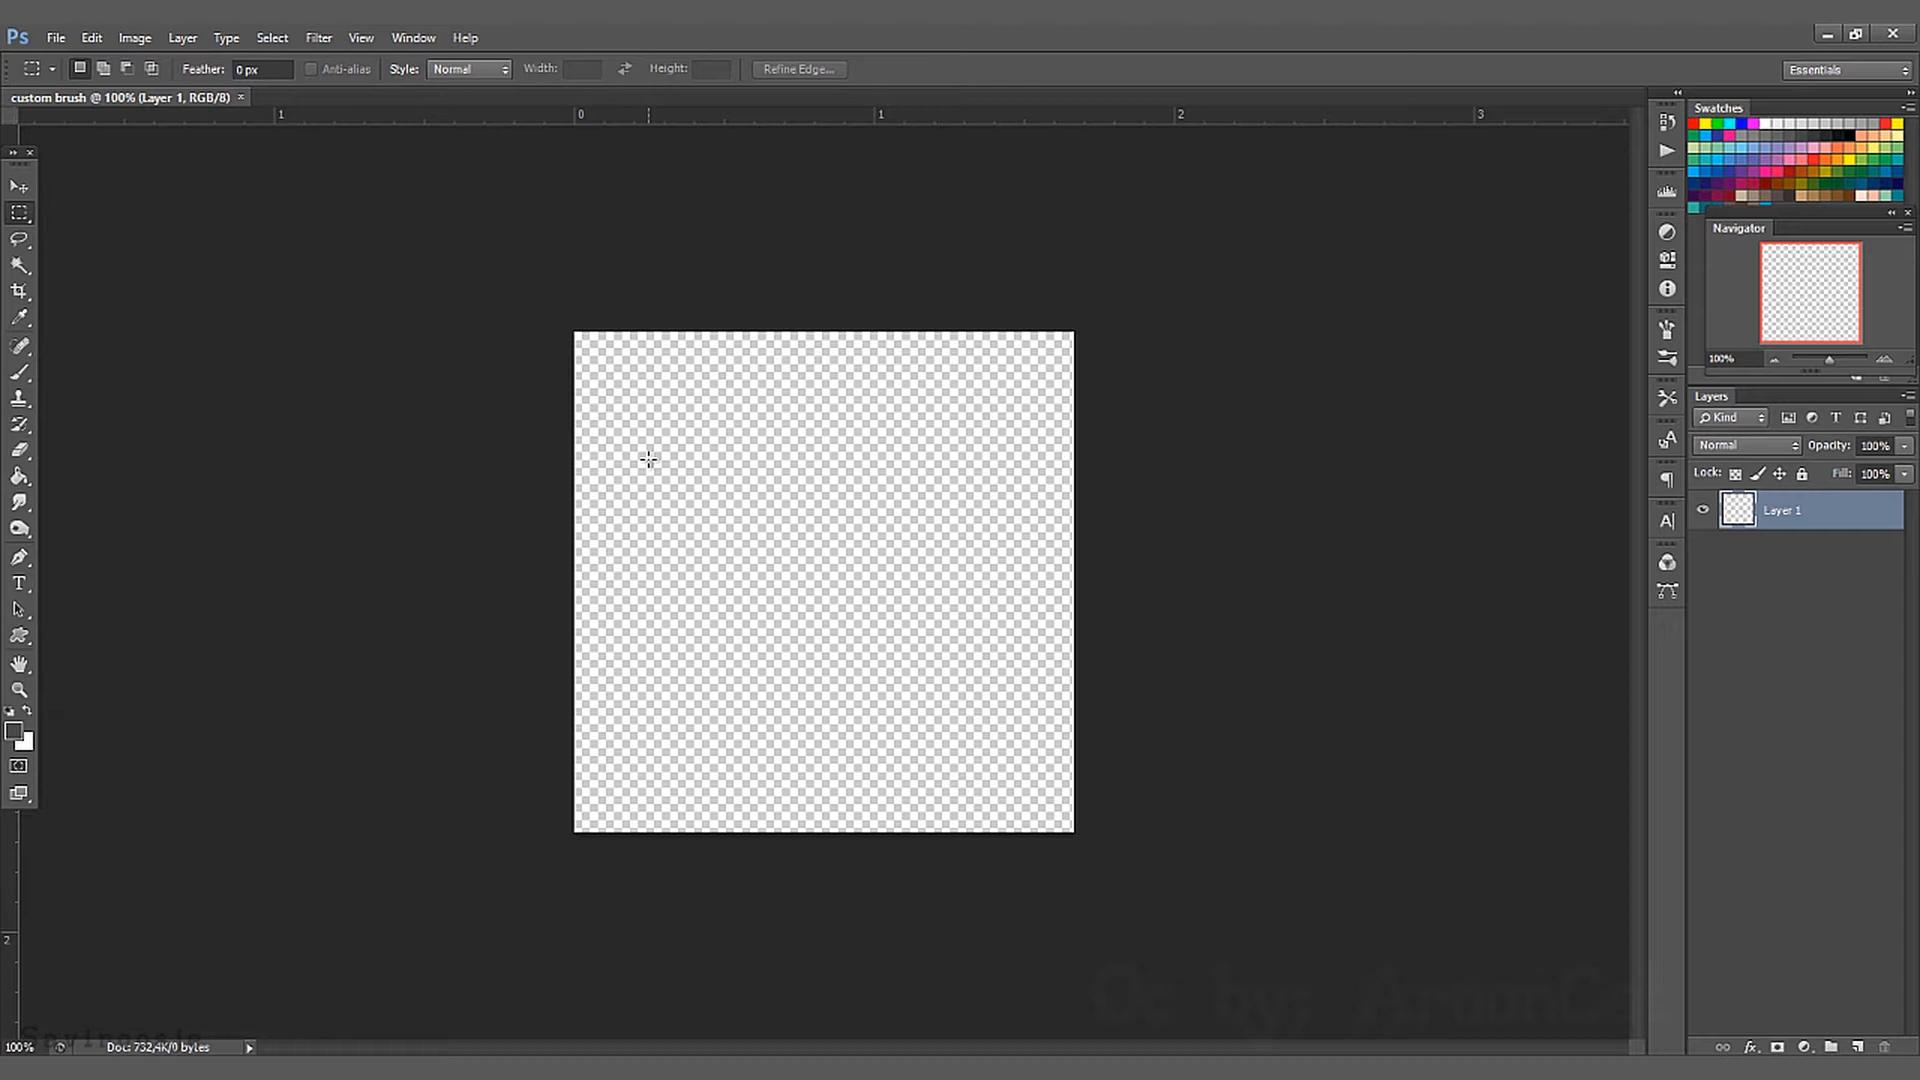 Ps File Edit Image Layer Type Select Filter View Window Help
Feather: 0 px Anti-alias Style: Normal Width: Height: Refine Edge... Essentials
custom brush @ 100% (Layer 1, RGB/8) ×
1 0 1 2 3
Swatches
Navigator
100%
Layers
Kind
Normal Opacity: 100%
Lock: Fill: 100%
Layer 1
2
by:
100% Doc: 732,4K/0 bytes